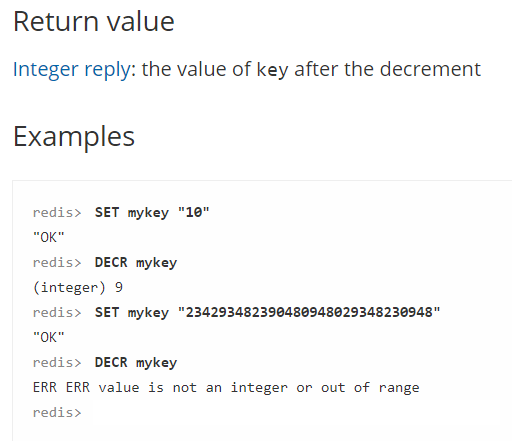 Return value
Integer reply: the value of key after the decrement
Examples
redis> SET mykey "10"
"OK"
redis> DECR mykey
(integer) 9
redis> SET mykey "234293482390480948029348230948"
"OK"
redis> DECR mykey
ERR ERR value is not an integer or out of range
redis>